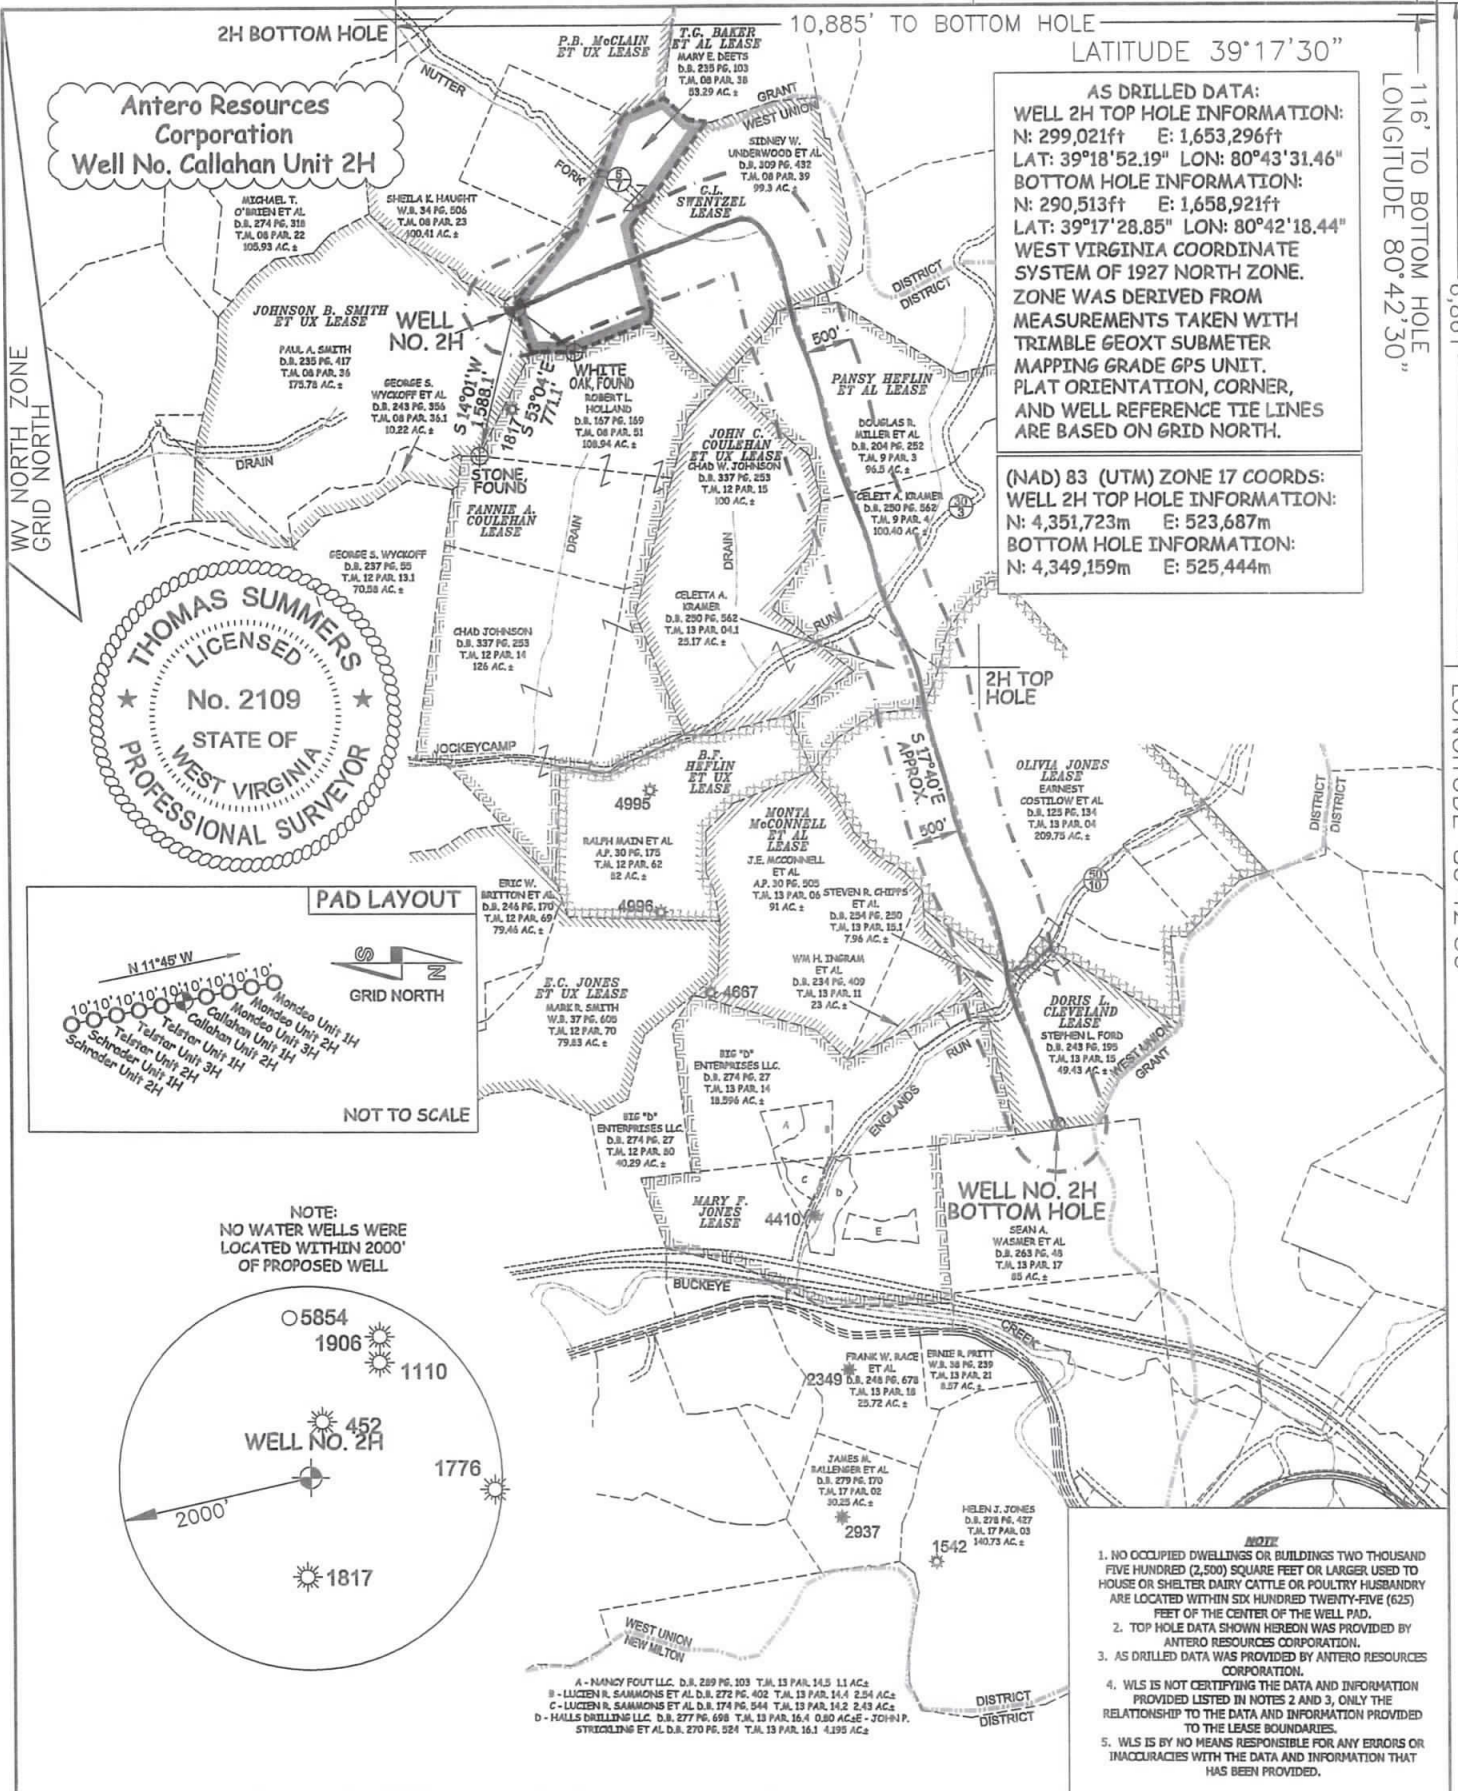 2H BOTTOM HOLE
10,885' TO BOTTOM HOLE
LATITUDE 39°17'30"
116' TO BOTTOM HOLE
LONGITUDE 80°42'30"
Antero Resources
Corporation
Well No. Callahan Unit 2H
AS DRILLED DATA:
WELL 2H TOP HOLE INFORMATION:
N: 299,021ft E: 1,653,296ft
LAT: 39°18'52.19" LON: 80°43'31.46"
BOTTOM HOLE INFORMATION:
N: 290,513ft E: 1,658,921ft
LAT: 39°17'28.85" LON: 80°42'18.44"
WEST VIRGINIA COORDINATE
SYSTEM OF 1927 NORTH ZONE.
ZONE WAS DERIVED FROM
MEASUREMENTS TAKEN WITH
TRIMBLE GEOXT SUBMETER
MAPPING GRADE GPS UNIT.
PLAT ORIENTATION, CORNER,
AND WELL REFERENCE TIE LINES
ARE BASED ON GRID NORTH.
(NAD) 83 (UTM) ZONE 17 COORDS:
WELL 2H TOP HOLE INFORMATION:
N: 4,351,723m E: 523,687m
BOTTOM HOLE INFORMATION:
N: 4,349,159m E: 525,444m
P.B. McCLAIN
ET UX LEASE
T.G. BAKER
ET AL LEASE
MARY E. DEETS
D.B. 235 PG. 103
T.M. 08 PAR. 38
53.29 AC. ±
NUTTER
FORK
5
7
GRANT
WEST UNION
SIDNEY W.
UNDERWOOD ET AL
D.B. 309 PG. 432
T.M. 08 PAR. 39
99.3 AC. ±
C.L.
SWENTZEL
LEASE
MICHAEL T.
O'BRIEN ET AL
D.B. 274 PG. 318
T.M. 08 PAR. 22
105.93 AC. ±
SHEILA K. HAUGHT
W.B. 34 PG. 506
T.M. 08 PAR. 23
100.41 AC. ±
DISTRICT
DISTRICT
JOHNSON B. SMITH
ET UX LEASE
PAUL A. SMITH
D.B. 235 PG. 417
T.M. 08 PAR. 36
175.78 AC. ±
WELL
NO. 2H
GEORGE S.
WYCKOFF ET AL
D.B. 243 PG. 356
T.M. 08 PAR. 36.1
10.22 AC. ±
S 14°01'W
1,588.1'
1817
S 53°04'E
771.1'
WHITE
OAK, FOUND
ROBERT L
HOLLAND
D.B. 167 PG. 169
T.M. 08 PAR. 51
108.94 AC. ±
500'
PANSY HEFLIN
ET AL LEASE
DOUGLAS R.
MILLER ET AL
D.B. 204 PG. 252
T.M. 9 PAR. 3
96.5 AC. ±
WV NORTH ZONE
GRID NORTH
DRAIN
STONE,
FOUND
FANNIE A.
COULEHAN
LEASE
DRAIN
JOHN C.
COULEHAN
ET UX LEASE
CHAD W. JOHNSON
D.B. 337 PG. 253
T.M. 12 PAR. 15
100 AC. ±
DRAIN
CELEIT A. KRAMER
D.B. 250 PG. 562
T.M. 9 PAR. 4
100.40 AC. ±
30
3
GEORGE S. WYCKOFF
D.B. 237 PG. 55
T.M. 12 PAR. 13.1
70.58 AC. ±
THOMAS SUMMERS
LICENSED
No. 2109
STATE OF
WEST VIRGINIA
PROFESSIONAL SURVEYOR
CHAD JOHNSON
D.B. 337 PG. 253
T.M. 12 PAR. 14
126 AC. ±
CELEITA A.
KRAMER
D.B. 250 PG. 562
T.M. 13 PAR. 04.1
25.17 AC. ±
RUN
2H TOP
HOLE
JOCKEYCAMP
B.F.
HEFLIN
ET UX
LEASE
4995
S 17°40'E
APPROX.
500'
OLIVIA JONES
LEASE
EARNEST
COSTILOW ET AL
D.B. 125 PG. 134
T.M. 13 PAR. 04
209.75 AC. ±
DISTRICT
DISTRICT
MONTA
McCONNELL
ET AL
LEASE
J.E. MCCONNELL
ET AL
A.P. 30 PG. 505
T.M. 13 PAR. 06
91 AC. ±
RALPH MAIN ET AL
A.P. 30 PG. 175
T.M. 12 PAR. 62
82 AC. ±
50
10
ERIC W.
BRITTON ET AL
D.B. 246 PG. 170
T.M. 12 PAR. 69
79.46 AC. ±
4996
STEVEN R. CHIPPS
ET AL
D.B. 254 PG. 250
T.M. 13 PAR. 15.1
7.96 AC. ±
PAD LAYOUT
N 11°45' W
10'10'10'10'10'10'10'10'10'
S
N
GRID NORTH
Mondeo Unit 1H
Mondeo Unit 2H
Mondeo Unit 3H
Callahan Unit 1H
Callahan Unit 2H
Telstar Unit 3H
Telstar Unit 1H
Telstar Unit 2H
Schrader Unit 1H
Schrader Unit 2H
NOT TO SCALE
E.C. JONES
ET UX LEASE
MARK R. SMITH
W.B. 37 PG. 605
T.M. 12 PAR. 70
79.83 AC. ±
4667
WM H. INGRAM
ET AL
D.B. 234 PG. 409
T.M. 13 PAR. 11
23 AC. ±
DORIS L.
CLEVELAND
LEASE
STEPHEN L. FORD
D.B. 243 PG. 195
T.M. 13 PAR. 15
49.43 AC. ±
WEST UNION
GRANT
BIG "D"
ENTERPRISES LLC.
D.B. 274 PG. 27
T.M. 13 PAR. 14
18.596 AC. ±
RUN
ENGLANDS
BIG "D"
ENTERPRISES LLC.
D.B. 274 PG. 27
T.M. 12 PAR. 80
40.29 AC. ±
A
B
C
D
E
MARY F.
JONES
LEASE
4410
WELL NO. 2H
BOTTOM HOLE
SEAN A.
WASMER ET AL
D.B. 263 PG. 48
T.M. 13 PAR. 17
85 AC. ±
NOTE:
NO WATER WELLS WERE
LOCATED WITHIN 2000'
OF PROPOSED WELL
5854
1906
1110
452
WELL NO. 2H
1776
2000'
1817
BUCKEYE
CREEK
2349
FRANK W. RACE
ET AL
D.B. 248 PG. 678
T.M. 13 PAR. 18
25.72 AC. ±
ERNIE R. PRITT
W.B. 38 PG. 239
T.M. 13 PAR. 21
8.57 AC. ±
JAMES M.
BALLENGER ET AL
D.B. 279 PG. 170
T.M. 17 PAR. 02
30.25 AC. ±
2937
HELEN J. JONES
D.B. 278 PG. 427
T.M. 17 PAR. 03
140.73 AC. ±
1542
WEST UNION
NEW MILTON
DISTRICT
DISTRICT
A - NANCY FOUT LLC. D.B. 289 PG. 103 T.M. 13 PAR. 14.5 1.1 AC±
B - LUCIEN R. SAMMONS ET AL D.B. 272 PG. 402 T.M. 13 PAR. 14.4 2.54 AC±
C - LUCIEN R. SAMMONS ET AL D.B. 174 PG. 544 T.M. 13 PAR. 14.2 2.43 AC±
D - HALLS DRILLING LLC. D.B. 277 PG. 698 T.M. 13 PAR. 16.4 0.80 AC±E - JOHN P.
STRICKLING ET AL D.B. 270 PG. 524 T.M. 13 PAR. 16.1 4.195 AC±
NOTE
1. NO OCCUPIED DWELLINGS OR BUILDINGS TWO THOUSAND
FIVE HUNDRED (2,500) SQUARE FEET OR LARGER USED TO
HOUSE OR SHELTER DAIRY CATTLE OR POULTRY HUSBANDRY
ARE LOCATED WITHIN SIX HUNDRED TWENTY-FIVE (625)
FEET OF THE CENTER OF THE WELL PAD.
2. TOP HOLE DATA SHOWN HEREON WAS PROVIDED BY
ANTERO RESOURCES CORPORATION.
3. AS DRILLED DATA WAS PROVIDED BY ANTERO RESOURCES
CORPORATION.
4. WLS IS NOT CERTIFYING THE DATA AND INFORMATION
PROVIDED LISTED IN NOTES 2 AND 3, ONLY THE
RELATIONSHIP TO THE DATA AND INFORMATION PROVIDED
TO THE LEASE BOUNDARIES.
5. WLS IS BY NO MEANS RESPONSIBLE FOR ANY ERRORS OR
INACCURACIES WITH THE DATA AND INFORMATION THAT
HAS BEEN PROVIDED.